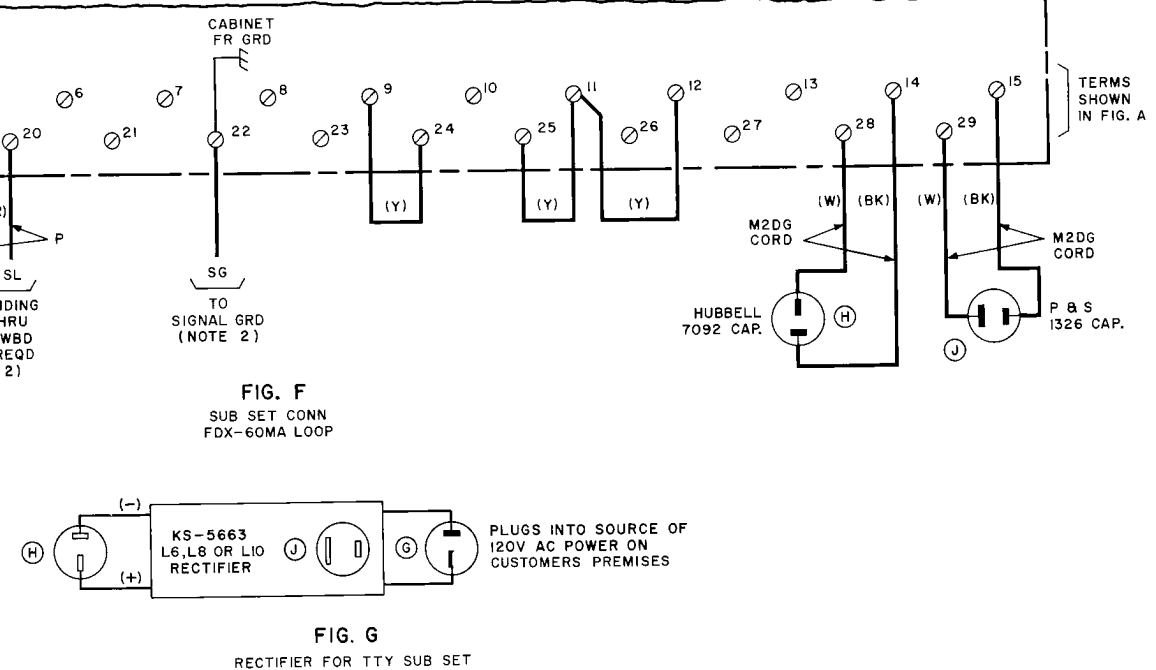 CABINET
FR GRD
6
7
8
9
10
11
12
13
14
15
TERMS
SHOWN
IN FIG. A
20
21
22
23
24
25
26
27
28
29
(Y)
(Y)
(Y)
(W)
(BK)
(W)
(BK)
P
M2DG
CORD
M2DG
CORD
SL
SG
TO
SIGNAL GRD
(NOTE 2)
HUBBELL
7092 CAP.
H
P & S
1326 CAP.
J
2)
FIG. F
SUB SET CONN
FDX-60MA LOOP
(-)
H
(+)
KS-5663
L6,L8 OR L10
RECTIFIER
J
G
PLUGS INTO SOURCE OF
120V AC POWER ON
CUSTOMERS PREMISES
FIG. G
RECTIFIER FOR TTY SUB SET